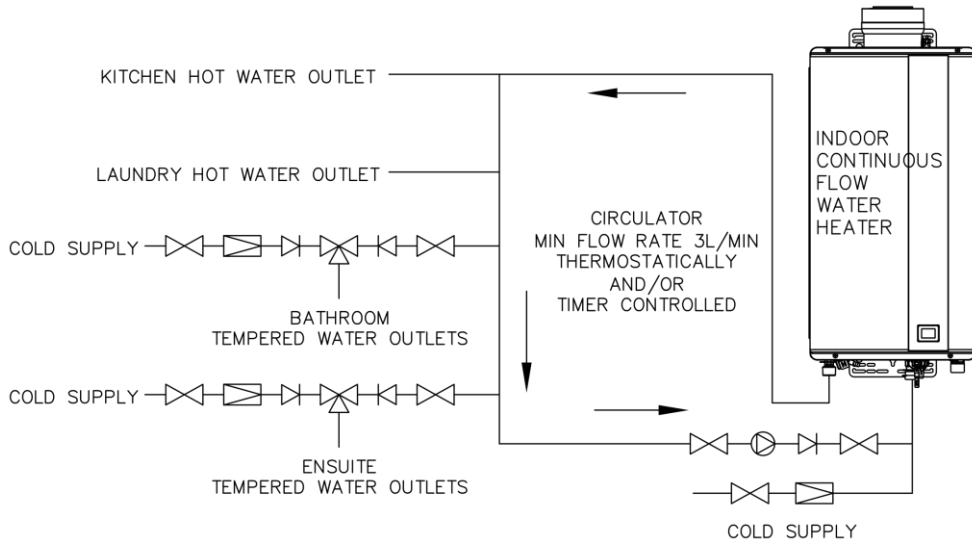 KITCHEN HOT WATER OUTLET
LAUNDRY HOT WATER OUTLET
COLD SUPPLY
BATHROOM
TEMPERED WATER OUTLETS
COLD SUPPLY
ENSUITE
TEMPERED WATER OUTLETS
CIRCULATOR
MIN FLOW RATE 3L/MIN
THERMOSTATICALLY
AND/OR
TIMER CONTROLLED
INDOOR
CONTINUOUS
FLOW
WATER
HEATER
COLD SUPPLY